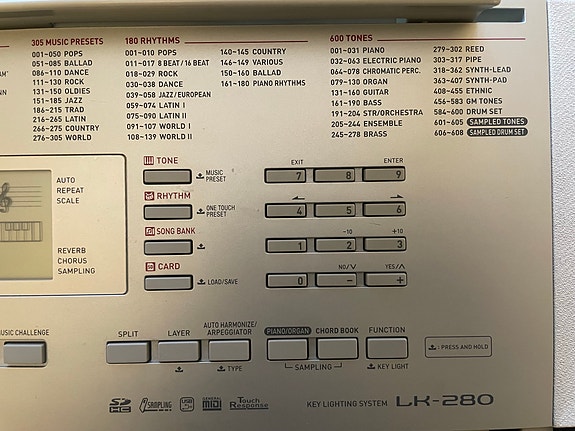 305 MUSIC PRESETS
001~050 POPS
051~085 BALLAD
086~110 DANCE
111~130 ROCK
131~150 OLDIES
151~185 JAZZ
186~215 TRAD
216~265 LATIN
266~275 COUNTRY
276~305 WORLD
180 RHYTHMS
001~010 POPS
011~017 8 BEAT / 16 BEAT
018~029 ROCK
030~038 DANCE
039~058 JAZZ/EUROPEAN
059~074 LATIN I
075~090 LATIN II
091~107 WORLD I
108~139 WORLD II
140~145 COUNTRY
146~149 VARIOUS
150~160 BALLAD
161~180 PIANO RHYTHMS
600 TONES
001~031 PIANO
032~063 ELECTRIC PIANO
064~078 CHROMATIC PERC.
079~130 ORGAN
131~160 GUITAR
161~190 BASS
191~204 STR/ORCHESTRA
205~244 ENSEMBLE
245~278 BRASS
279~302 REED
303~317 PIPE
318~362 SYNTH-LEAD
363~407 SYNTH-PAD
408~455 ETHNIC
456~583 GM TONES
584~600 DRUM SET
601~605 SAMPLED TONES
606~608 SAMPLED DRUM SET
AUTO
REPEAT
SCALE
REVERB
CHORUS
SAMPLING
TONE
MUSIC
PRESET
RHYTHM
ONE TOUCH
PRESET
SONG BANK
CARD
LOAD/SAVE
EXIT ENTER
7 8 9
4 5 6
-10 +10
1 2 3
NO/∨ YES/∧
0 − +
MUSIC CHALLENGE
SPLIT
LAYER
AUTO HARMONIZE/
ARPEGGIATOR
TYPE
PIANO/ORGAN
CHORD BOOK
SAMPLING
FUNCTION
KEY LIGHT
: PRESS AND HOLD
SD HC
SAMPLING
USB
GENERAL MIDI
Touch
Response
KEY LIGHTING SYSTEM LK-280